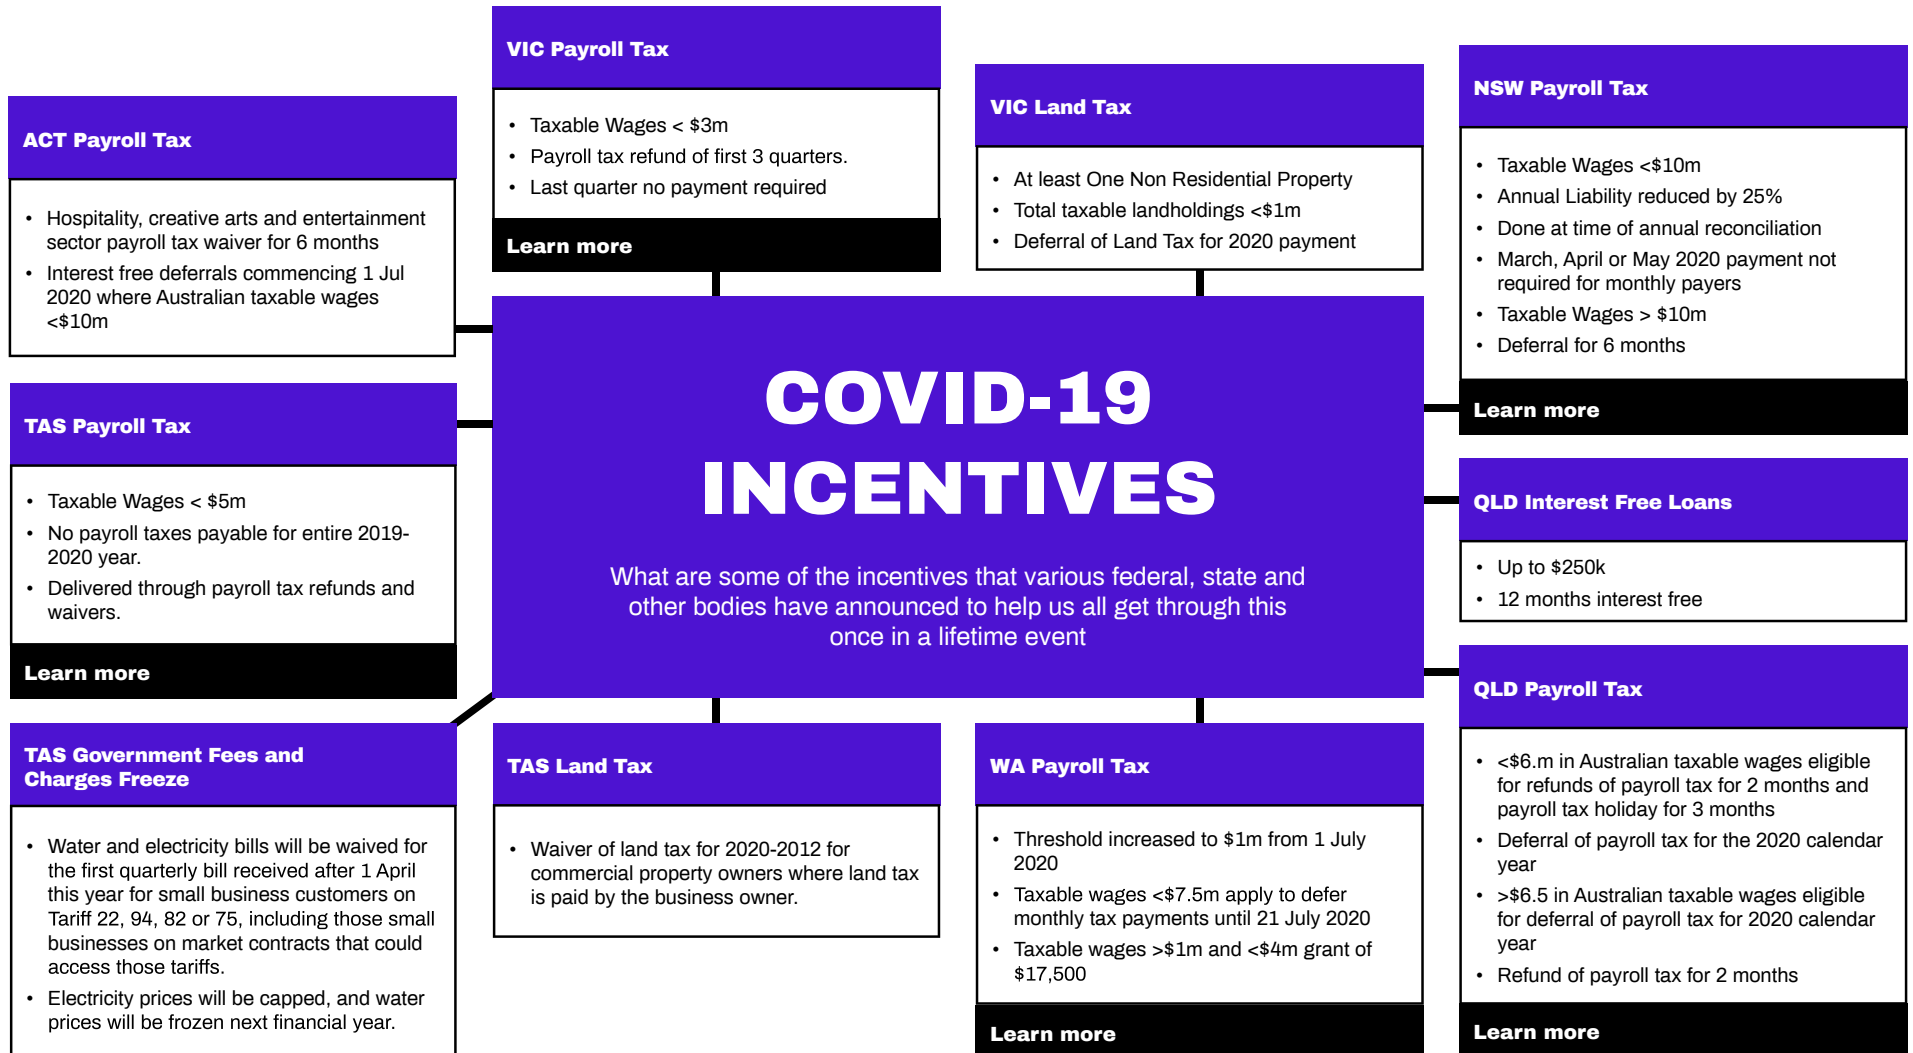 VIC Payroll Tax
• Taxable Wages < $3m
• Payroll tax refund of first 3 quarters.
• Last quarter no payment required
Learn more
VIC Land Tax
• At least One Non Residential Property
• Total taxable landholdings <$1m
• Deferral of Land Tax for 2020 payment
NSW Payroll Tax
• Taxable Wages <$10m
• Annual Liability reduced by 25%
• Done at time of annual reconciliation
• March, April or May 2020 payment not
required for monthly payers
• Taxable Wages > $10m
• Deferral for 6 months
Learn more
ACT Payroll Tax
• Hospitality, creative arts and entertainment
sector payroll tax waiver for 6 months
• Interest free deferrals commencing 1 Jul
2020 where Australian taxable wages
<$10m
COVID-19
INCENTIVES
What are some of the incentives that various federal, state and
other bodies have announced to help us all get through this
once in a lifetime event
TAS Payroll Tax
• Taxable Wages < $5m
• No payroll taxes payable for entire 2019-
2020 year.
• Delivered through payroll tax refunds and
waivers.
Learn more
QLD Interest Free Loans
• Up to $250k
• 12 months interest free
QLD Payroll Tax
• <$6.m in Australian taxable wages eligible
for refunds of payroll tax for 2 months and
payroll tax holiday for 3 months
• Deferral of payroll tax for the 2020 calendar
year
• >$6.5 in Australian taxable wages eligible
for deferral of payroll tax for 2020 calendar
year
• Refund of payroll tax for 2 months
Learn more
TAS Government Fees and
Charges Freeze
• Water and electricity bills will be waived for
the first quarterly bill received after 1 April
this year for small business customers on
Tariff 22, 94, 82 or 75, including those small
businesses on market contracts that could
access those tariffs.
• Electricity prices will be capped, and water
prices will be frozen next financial year.
TAS Land Tax
• Waiver of land tax for 2020-2012 for
commercial property owners where land tax
is paid by the business owner.
WA Payroll Tax
• Threshold increased to $1m from 1 July
2020
• Taxable wages <$7.5m apply to defer
monthly tax payments until 21 July 2020
• Taxable wages >$1m and <$4m grant of
$17,500
Learn more